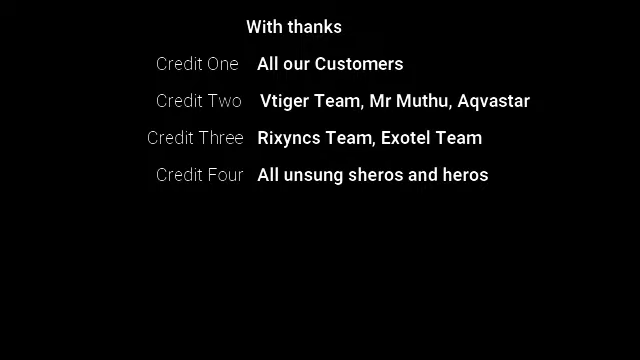 With thanks
Credit One All our Customers
Credit Two Vtiger Team, Mr Muthu, Aqvastar
Credit Three Rixyncs Team, Exotel Team
Credit Four All unsung sheros and heros